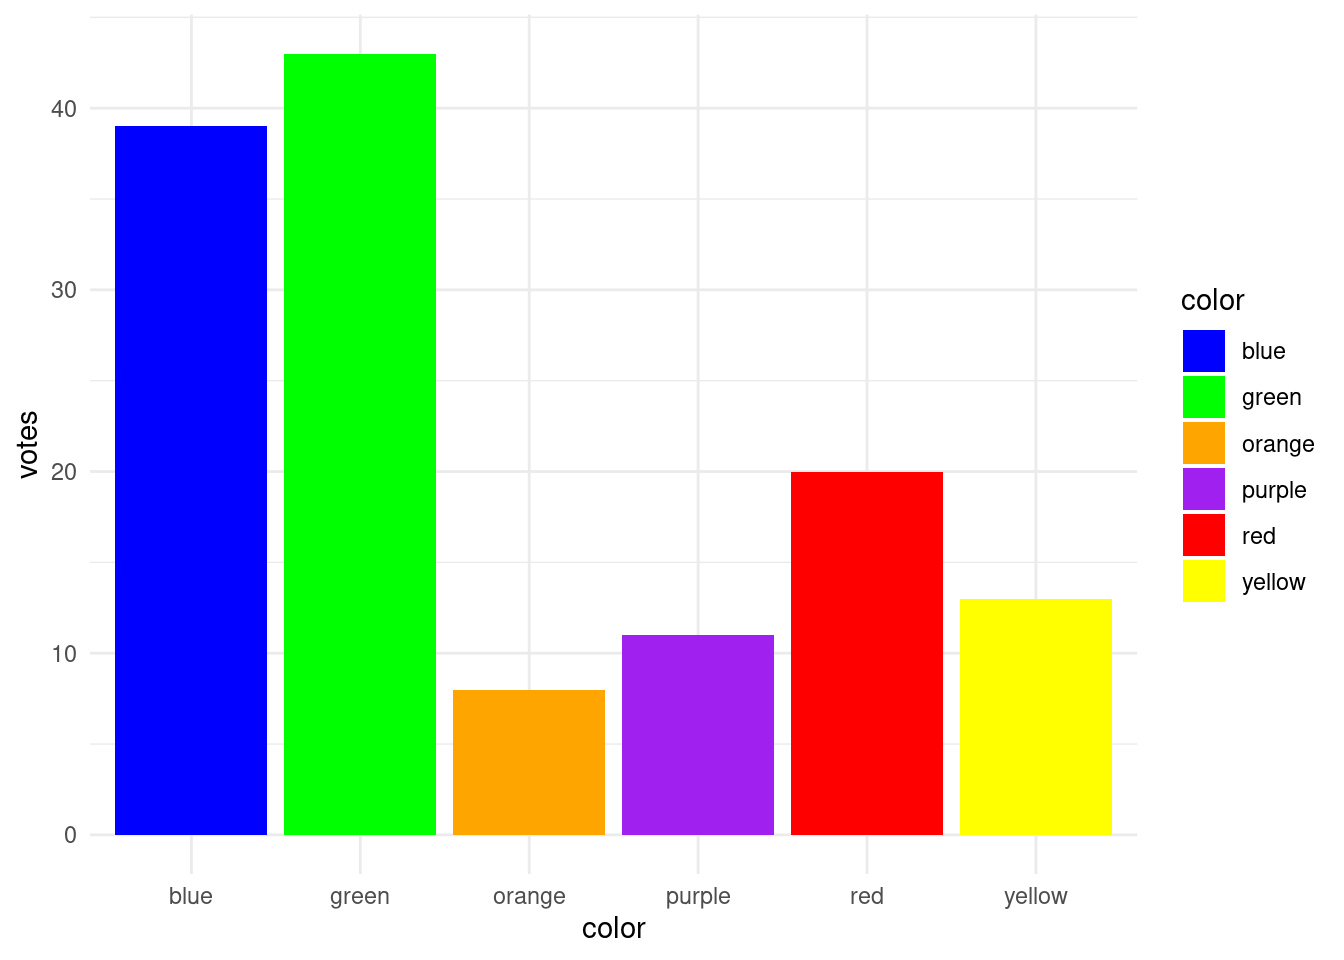 votes
40
30
20
10
0
blue green orange purple red yellow
color
color
blue
green
orange
purple
red
yellow